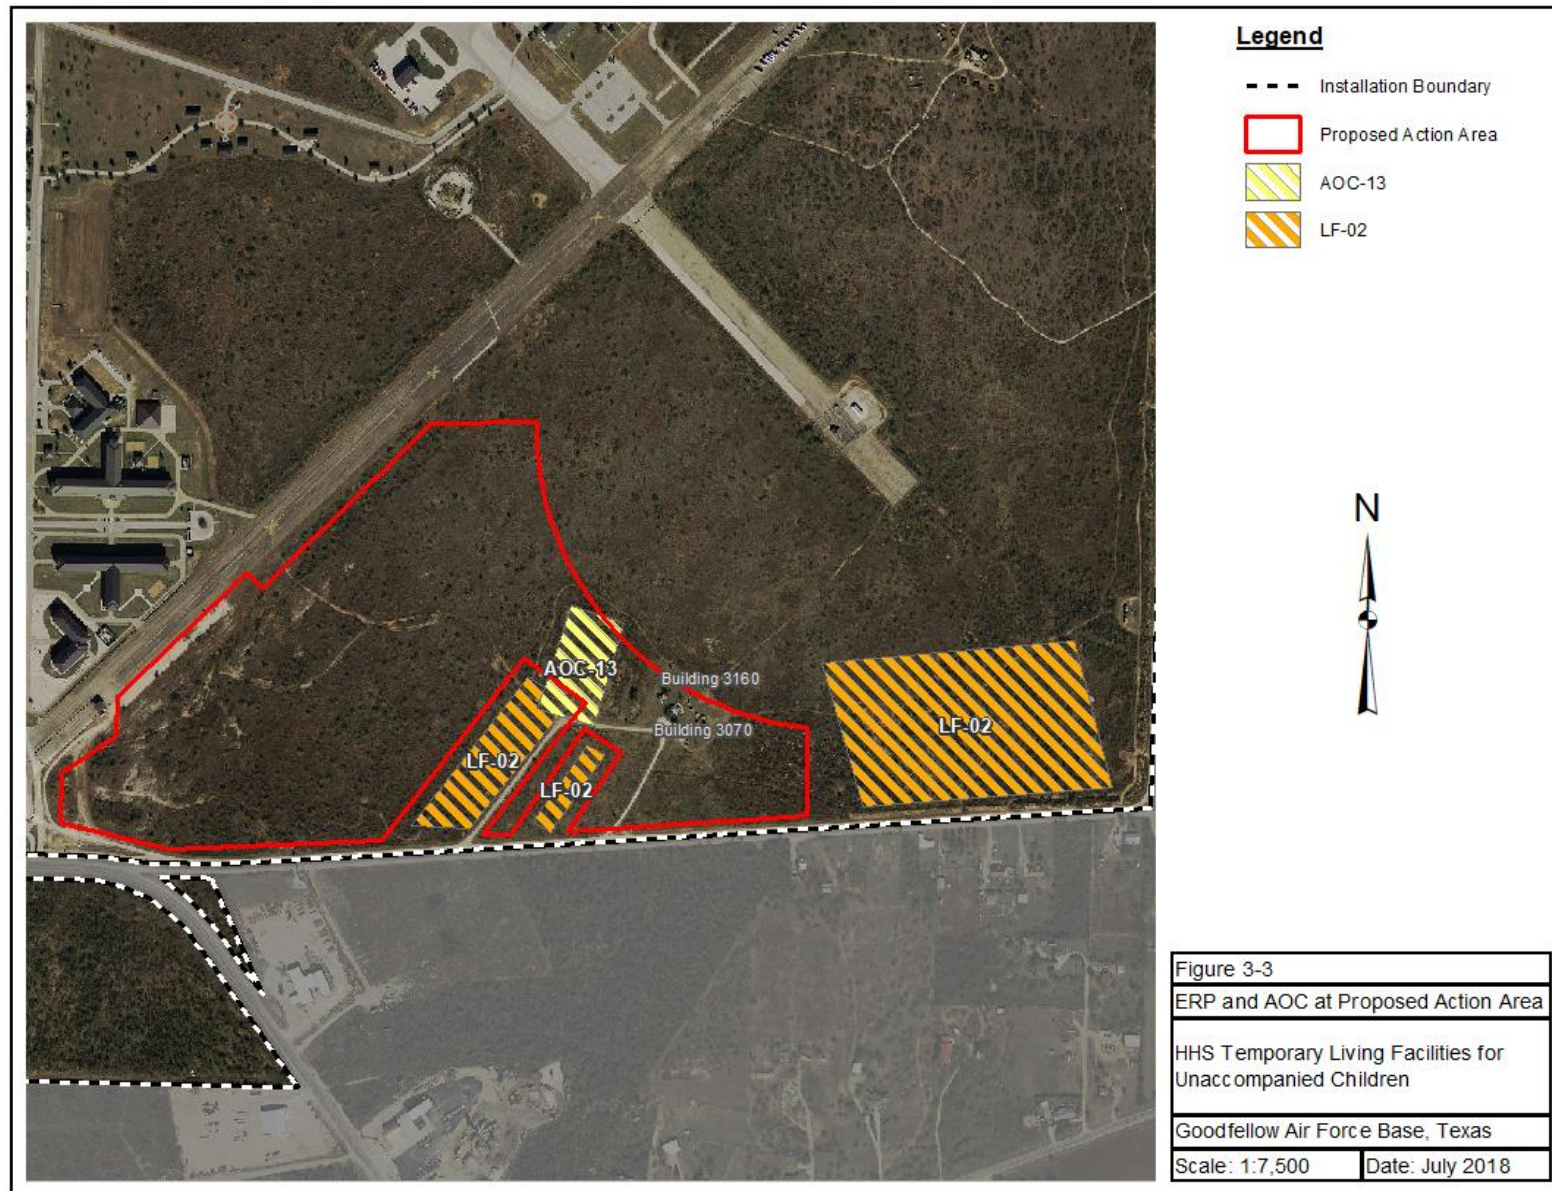 Legend
Installation Boundary
Proposed Action Area
AOC-13
LF-02
N
AOC-13
Building 3160
Building 3070
LF-02
LF-02
LF-02
Figure 3-3
ERP and AOC at Proposed Action Area
HHS Temporary Living Facilities for
Unaccompanied Children
Goodfellow Air Force Base, Texas
Scale: 1:7,500
Date: July 2018